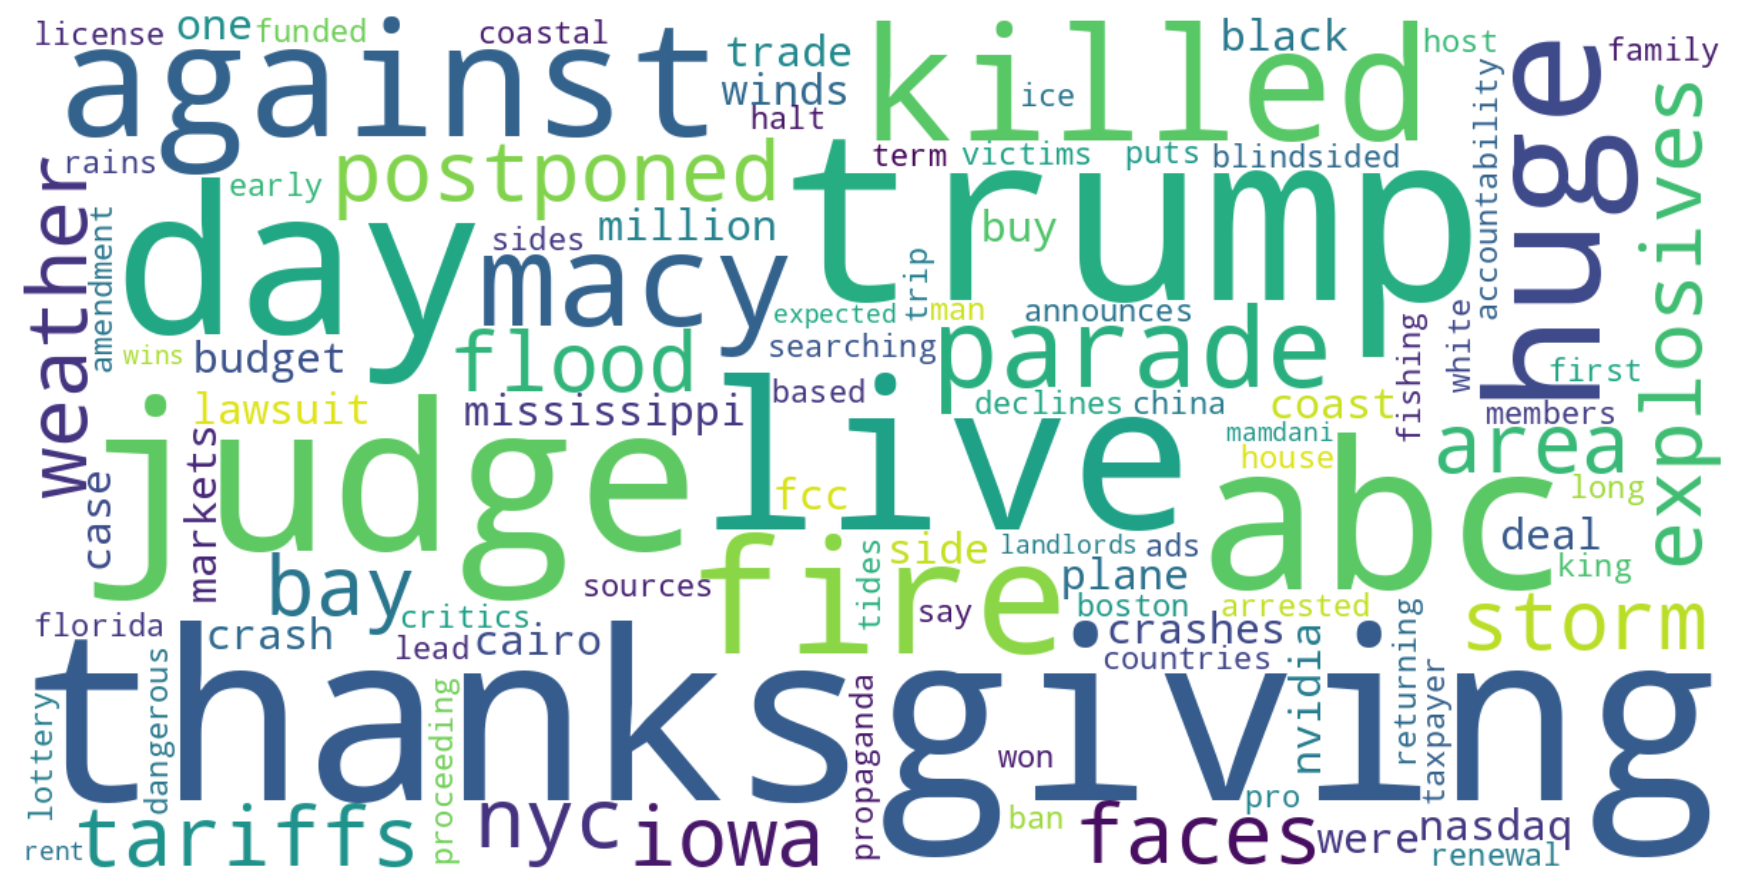 license
one
funded
coastal
against
trade
winds
halt
killed
ice
black
host
huge
family
accountability
explosives
weather
rains
early
postponed
term
victims
puts
blindsided
trump
day
amendment
sides
million
macy
buy
trip
expected
man
announces
searching
parade
white
fishing
first
wins
budget
flood
based
declines
china
coast
members
lawsuit
mississippi
live
mamdani
house
area
judge
markets
case
fcc
abc
long
deal
king
bay
sources
fire
tides
side
landlords
ads
plane
say
boston
arrested
storm
florida
crash
critics
lead
cairo
crashes
countries
nvidia
returning
taxpayer
thanksgiving
lottery
dangerous
proceeding
propaganda
won
pro
ban
rent
tariffs
nyc
iowa
faces
were
nasdaq
renewal